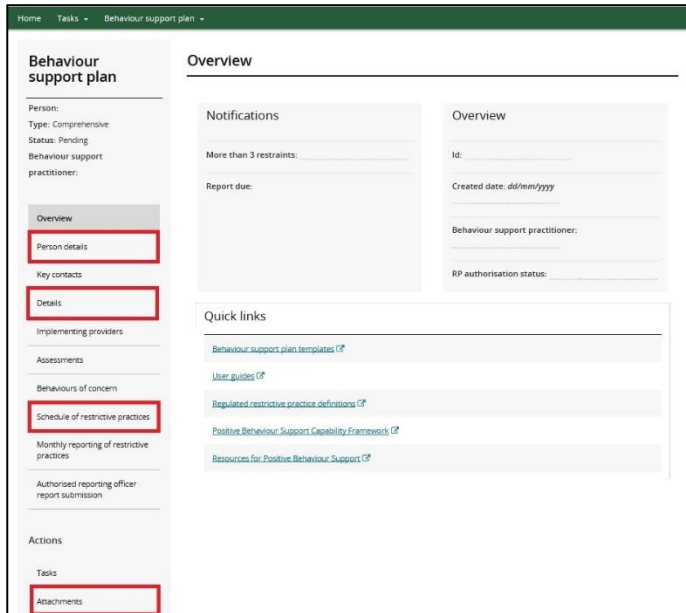 Home Tasks Behaviour support plan
Behaviour
support plan
Person:
Type: Comprehensive
Status: Pending
Behaviour support
practitioner:
Overview
Person details
Key contacts
Details
Implementing providers
Assessments
Behaviours of concern
Schedule of restrictive practices
Monthly reporting of restrictive
practices
Authorised reporting officer
report submission
Actions
Tasks
Attachments
Overview
Notifications
More than 3 restraints:
Report due:
Overview
Id:
Created date: dd/mm/yyyy
Behaviour support practitioner:
RP authorisation status:
Quick links
Behaviour support plan templates
User guides
Regulated restrictive practice definitions
Positive Behaviour Support Capability Framework
Resources for Positive Behaviour Support